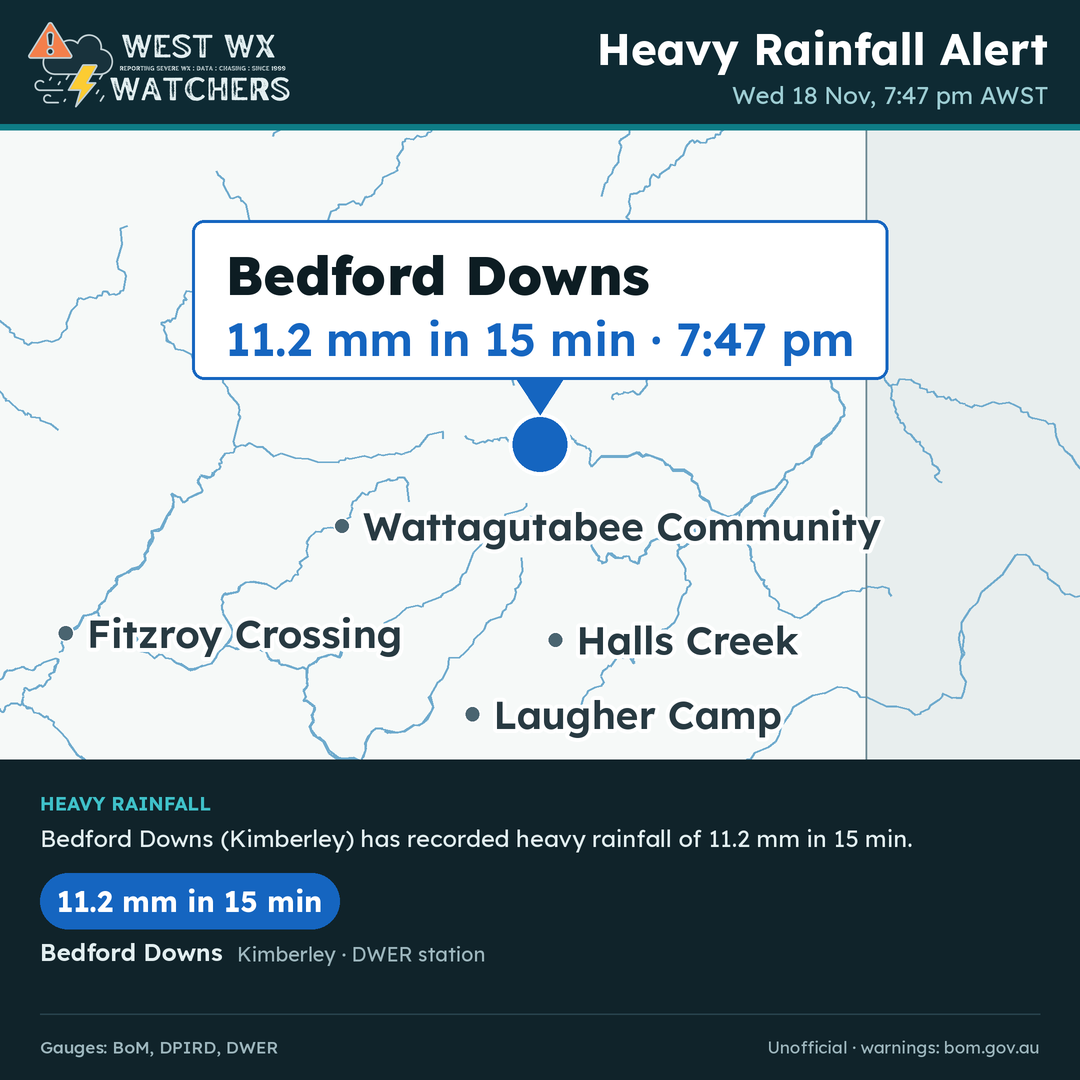 WEST WX
REPORTING SEVERE WX : DATA : CHASING : SINCE 1999
WATCHERS
Heavy Rainfall Alert
Wed 18 Nov, 7:47 pm AWST
Bedford Downs
11.2 mm in 15 min · 7:47 pm
Wattagutabee Community
Fitzroy Crossing
Halls Creek
Laugher Camp
HEAVY RAINFALL
Bedford Downs (Kimberley) has recorded heavy rainfall of 11.2 mm in 15 min.
11.2 mm in 15 min
Bedford Downs Kimberley · DWER station
Gauges: BoM, DPIRD, DWER
Unofficial · warnings: bom.gov.au